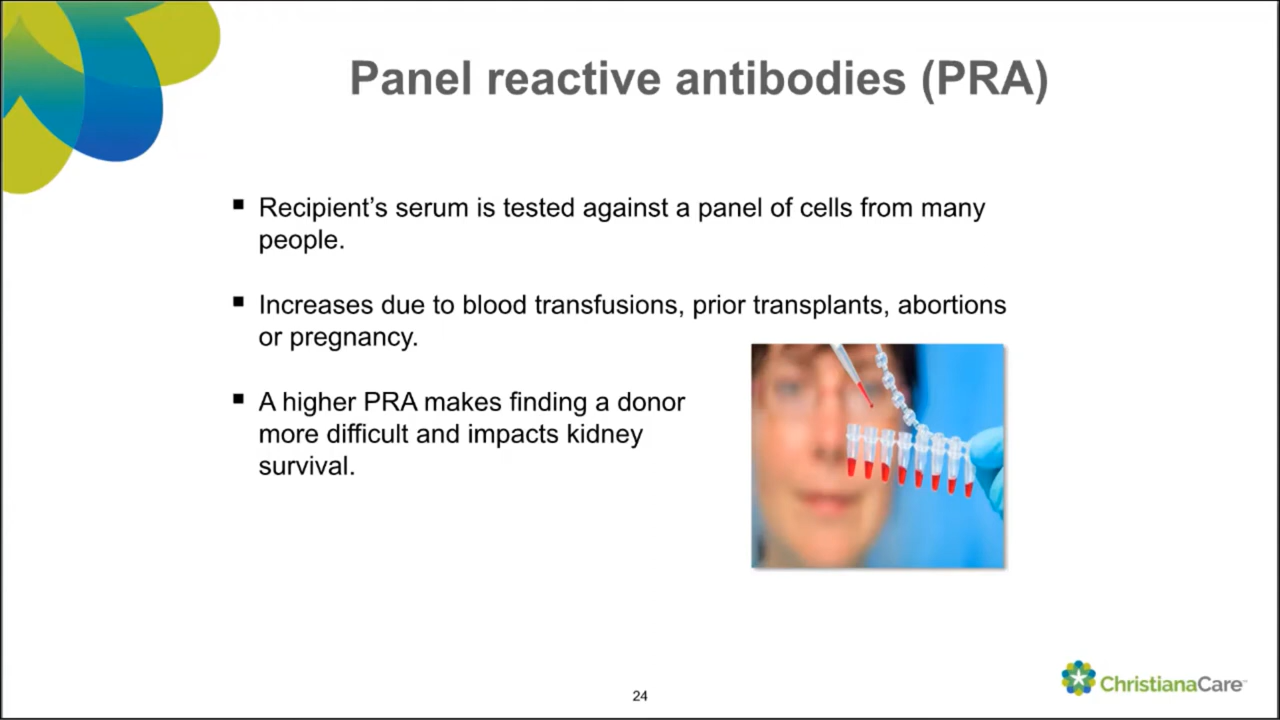 Panel reactive antibodies (PRA)
Recipient’s serum is tested against a panel of cells from many
people.
Increases due to blood transfusions, prior transplants, abortions
or pregnancy.
A higher PRA makes finding a donor
more difficult and impacts kidney
survival.
24
ChristianaCare